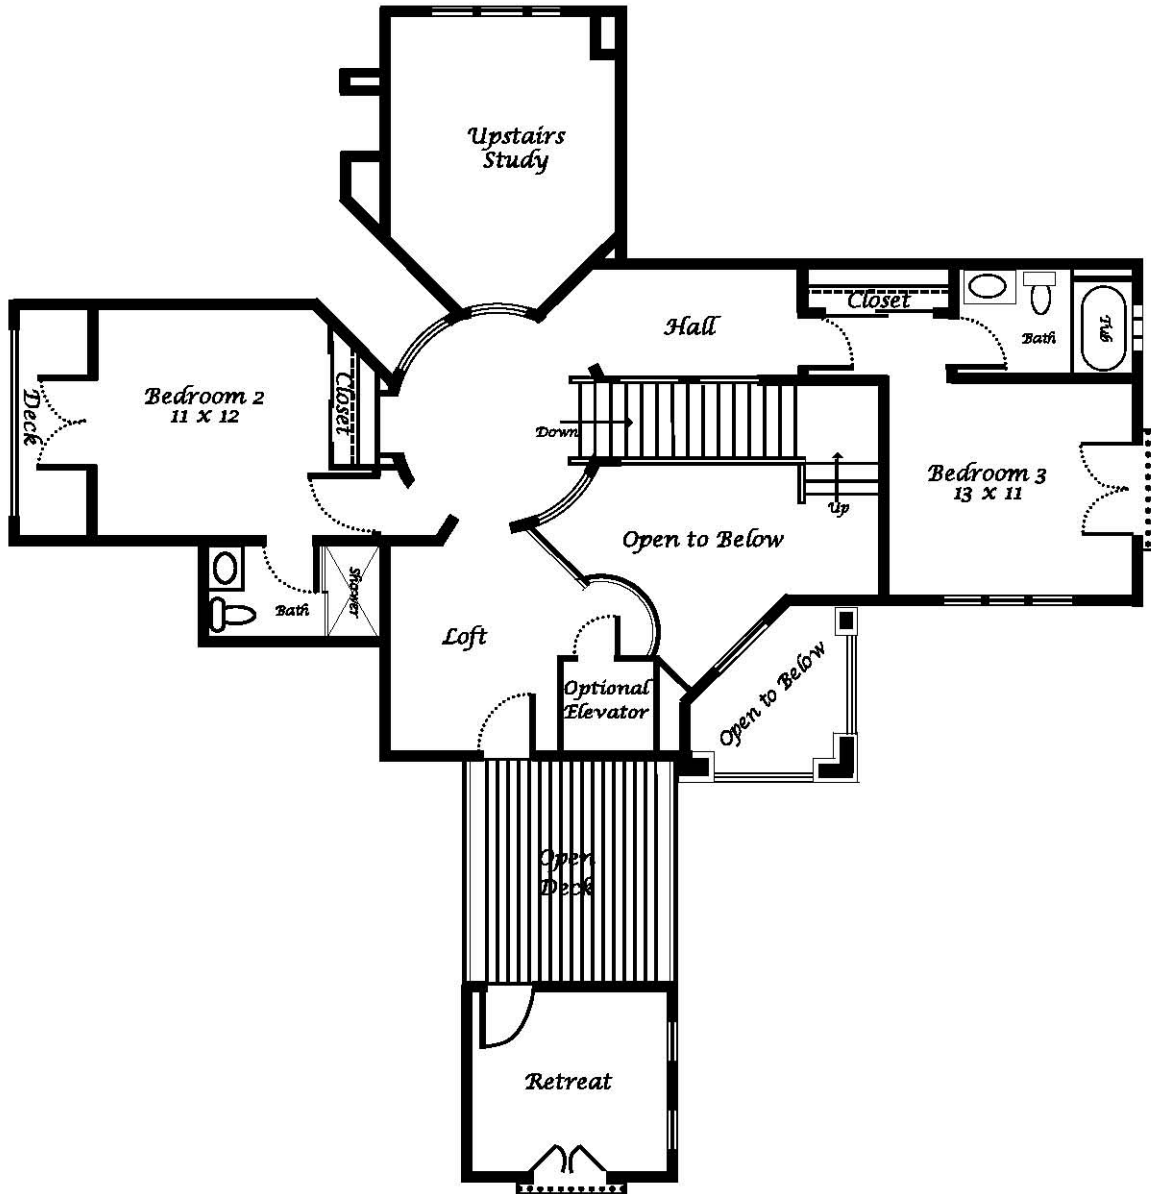 Upstairs
Study
Hall
Closet
Bath
Tub
Deck
Bedroom 2
11 x 12
Closet
Down
Bedroom 3
13 x 11
Up
Open to Below
Shower
Bath
Loft
Optional
Elevator
Open to Below
Open
Deck
Retreat